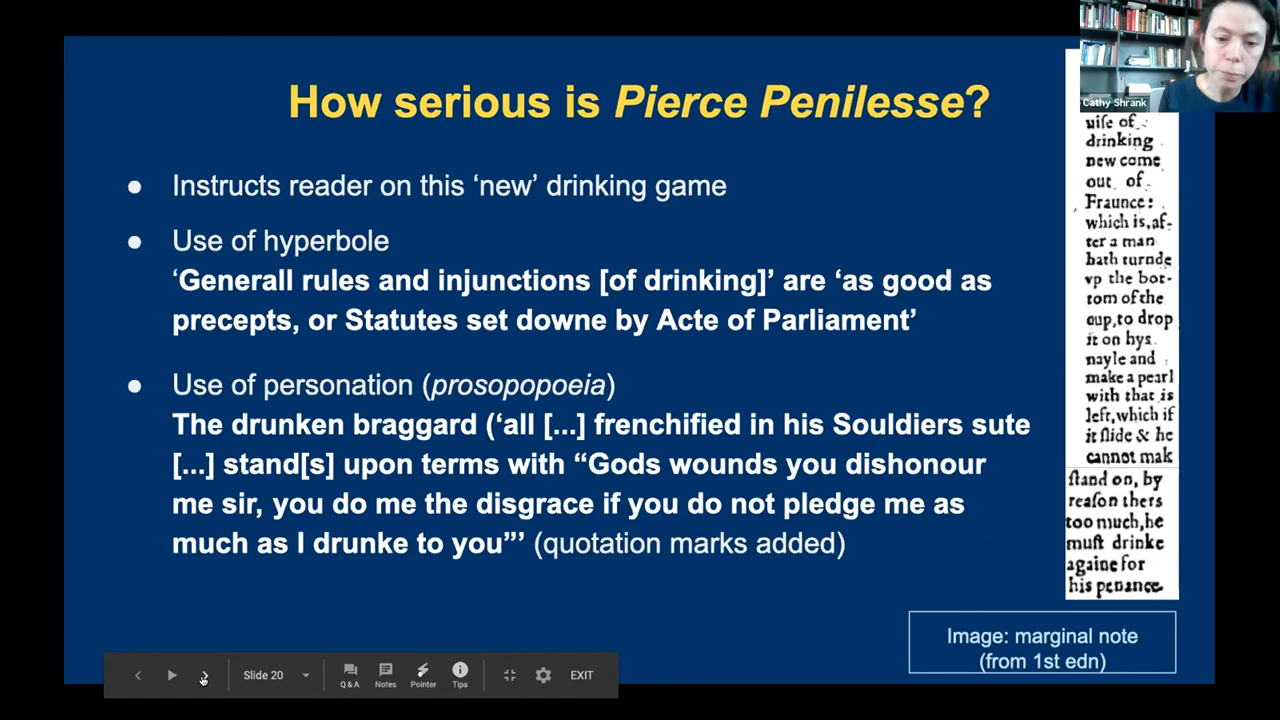 How serious is Pierce Penilesse?
● Instructs reader on this ‘new’ drinking game
● Use of hyperbole
‘Generall rules and injunctions [of drinking]’ are ‘as good as
precepts, or Statutes set downe by Acte of Parliament’
● Use of personation (prosopopoeia)
The drunken braggard (‘all [...] frenchified in his Souldiers sute
[...] stand[s] upon terms with “Gods wounds you dishonour
me sir, you do me the disgrace if you do not pledge me as
much as I drunke to you”’ (quotation marks added)
Cathy Shrank
uiſe of
drinking
new come
out of
Fraunce:
which is, af-
ter a man
hath turnde
vp the bot-
tom of the
cup, to drop
it on hys
nayle and
make a pearl
with that is
left, which if
it ſlide & he
cannot mak
ſtand on, by
reaſon thers
too much, he
muſt drinke
againe for
his penance.
Image: marginal note
(from 1st edn)
Slide 20
Q & A
Notes
Pointer
Tips
EXIT